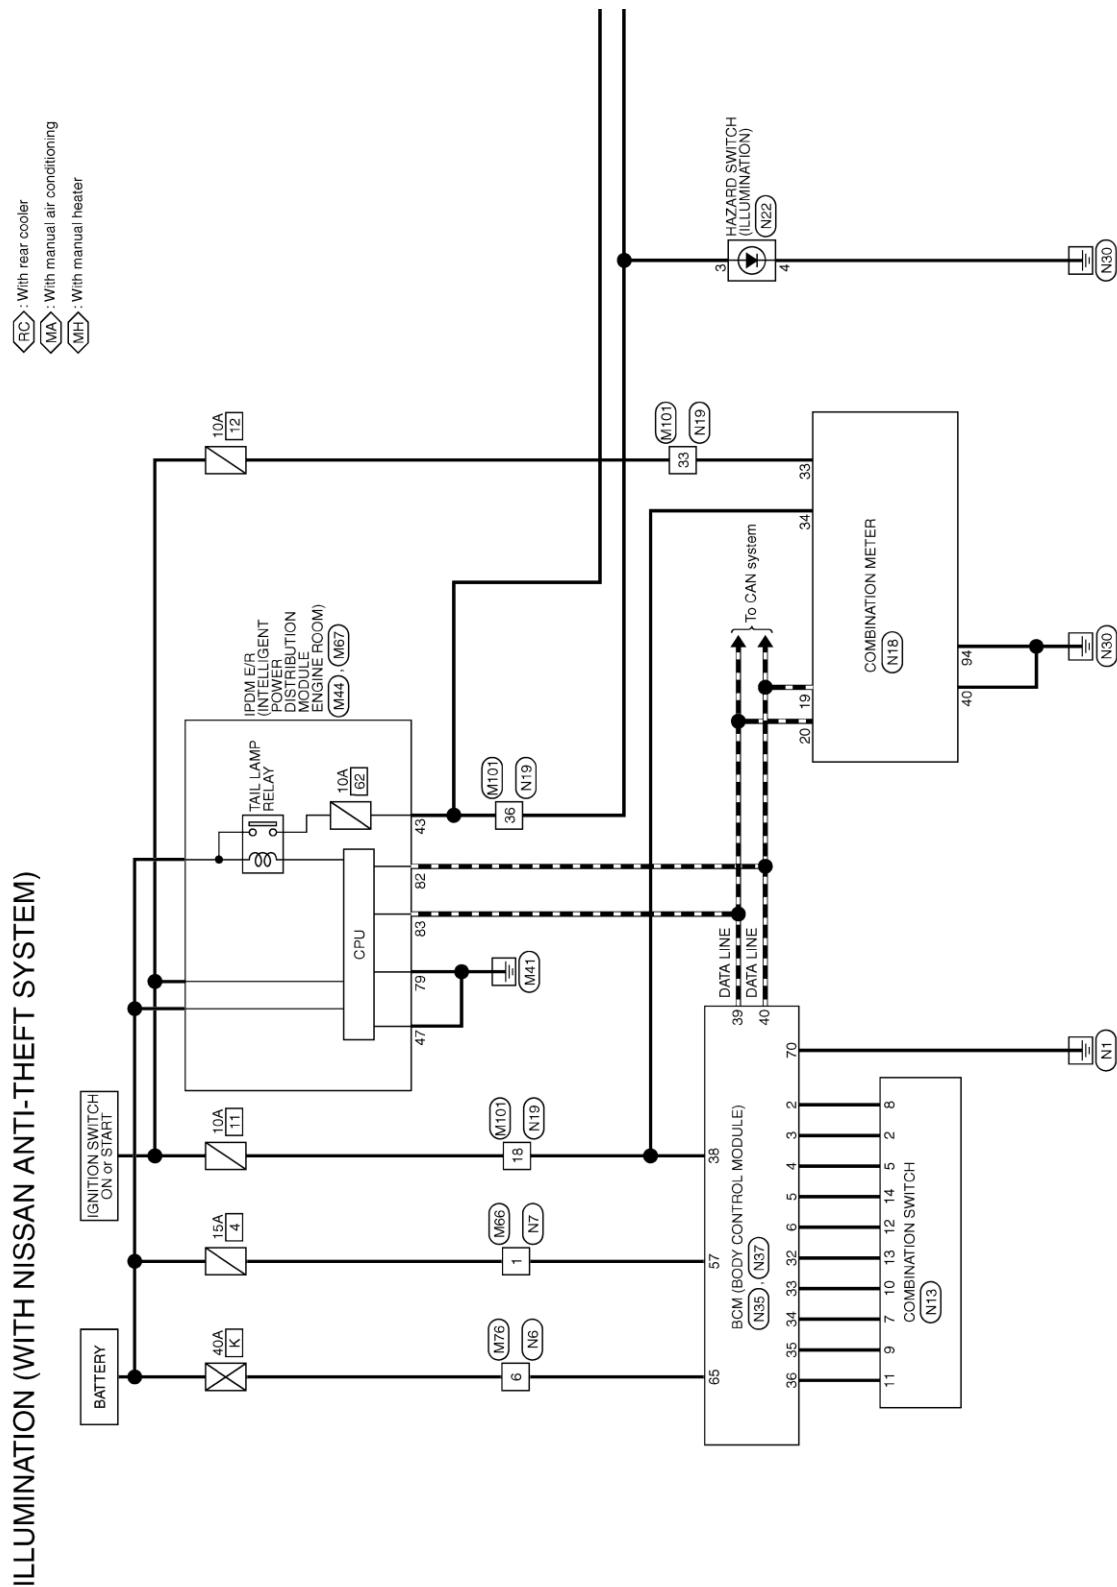 ILLUMINATION (WITH NISSAN ANTI-THEFT SYSTEM)
RC : With rear cooler
MA : With manual air conditioning
MH : With manual heater
BATTERY
IGNITION SWITCH
ON or START
40A
K
15A
4
10A
11
10A
12
IPDM E/R
(INTELLIGENT
POWER
DISTRIBUTION
MODULE
ENGINE ROOM)
M44 , M67
TAIL LAMP
RELAY
10A
62
CPU
47
79
83
82
43
M41
6
M76
N6
1
M66
N7
18
M101
N19
36
M101
N19
33
M101
N19
65
57
38
BCM (BODY CONTROL MODULE)
N35 , N37
39
40
DATA LINE
DATA LINE
To CAN system
36
35
34
33
32
6
5
4
3
2
70
11
9
7
10
13
12
14
5
2
8
COMBINATION SWITCH
N13
N1
20
19
34
33
COMBINATION METER
N18
40
94
N30
HAZARD SWITCH
(ILLUMINATION)
N22
3
4
N30